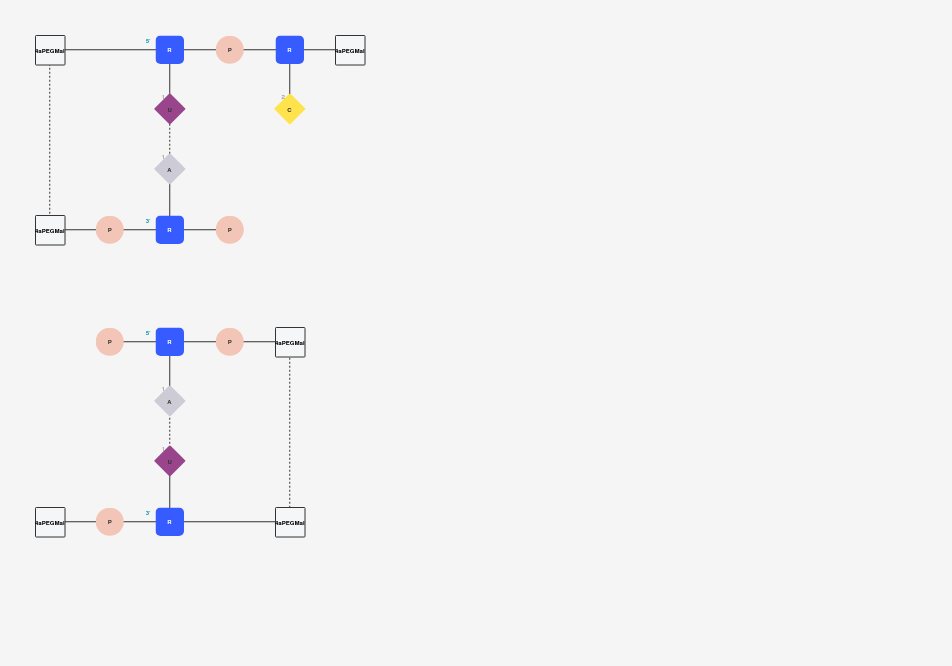 4aPEGMal 5' R P R 4aPEGMal
1 U 2 C
1 A
4aPEGMal P 3' R P
5' P R P 4aPEGMal
1 A
1 U
4aPEGMal P 3' R 4aPEGMal